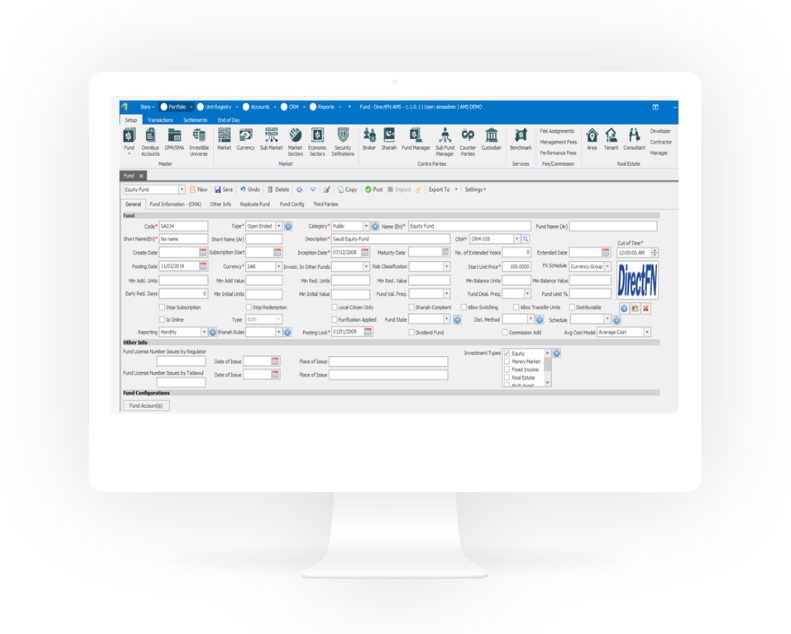 Skins Portfolio Unit Registry Accounts CRM Reports Fund - DirectFN AMS - 1.1.0.1 | User: amsadmin | AMS DEMO
Setup Transactions Settlements End of Day
Fund Omnibus Accounts DPM/SMA Investible Universe Market Currency Sub Market Market Sectors Economic Sectors Security Definitions Broker Shariah Fund Manager Sub Fund Manager Counter Parties Custodian Benchmark Fee Assignments Management Fees Performance Fees Area Tenant Consultant Developer Contractor Manager
Master Market Contra Parties Services Fee/Commission Real Estate
Fund x
Equity Fund New Save Undo Delete Copy Post Unpost Export To Settings
General Fund Information - (CMA) Other Info Replicate Fund Fund Config Third Parties
Fund
Code* SAE34 Type* Open Ended Category* Public Name (En)* Equity Fund Fund Name (Ar)
Short Name(En)* No name Short Name (Ar) Description* Saudi Equity Fund CRM* CRM 035 Cut of Time*
Create Date Subscription Start Inception Date* 07/12/2008 Maturity Date No. of Extended Years 0 Extended Date 12:00:00 AM
Posting Date 11/02/2019 Currency* SAR Invest. In Other Funds Risk Classification Start Unit Price* 100.0000 FX Schedule Currency Group
DirectFN
Min Add. Units Min Add Value Min Red. Units Min Red. Value Min Balance Units Min Balance Value
Early Red. Days 0 Min Initial Units Min Initial Value Fund Val. Freq. Fund Deal. Freq. Fund Limit %
Stop Subscription Stop Redemption Local Citizen Only Shariah Compliant Allow Switching Allow Transfer Units Distributable
Is Online Type Both Purification Applied Fund State Dist. Method Schedule
Reporting Monthly Shariah Rules Posting Lock* 01/01/2009 Dividend Fund Commission Add Avg Cost Model Average Cost
Other Info
Fund License Number Issues by Regulator
Date of Issue Place of Issue
Fund License Number Issues by Tadawul
Date of Issue Place of Issue
Investment Types Equity
Money Market
Fixed Income
Real Estate
Multi Asset
Fund Configurations
Fund Account(s)